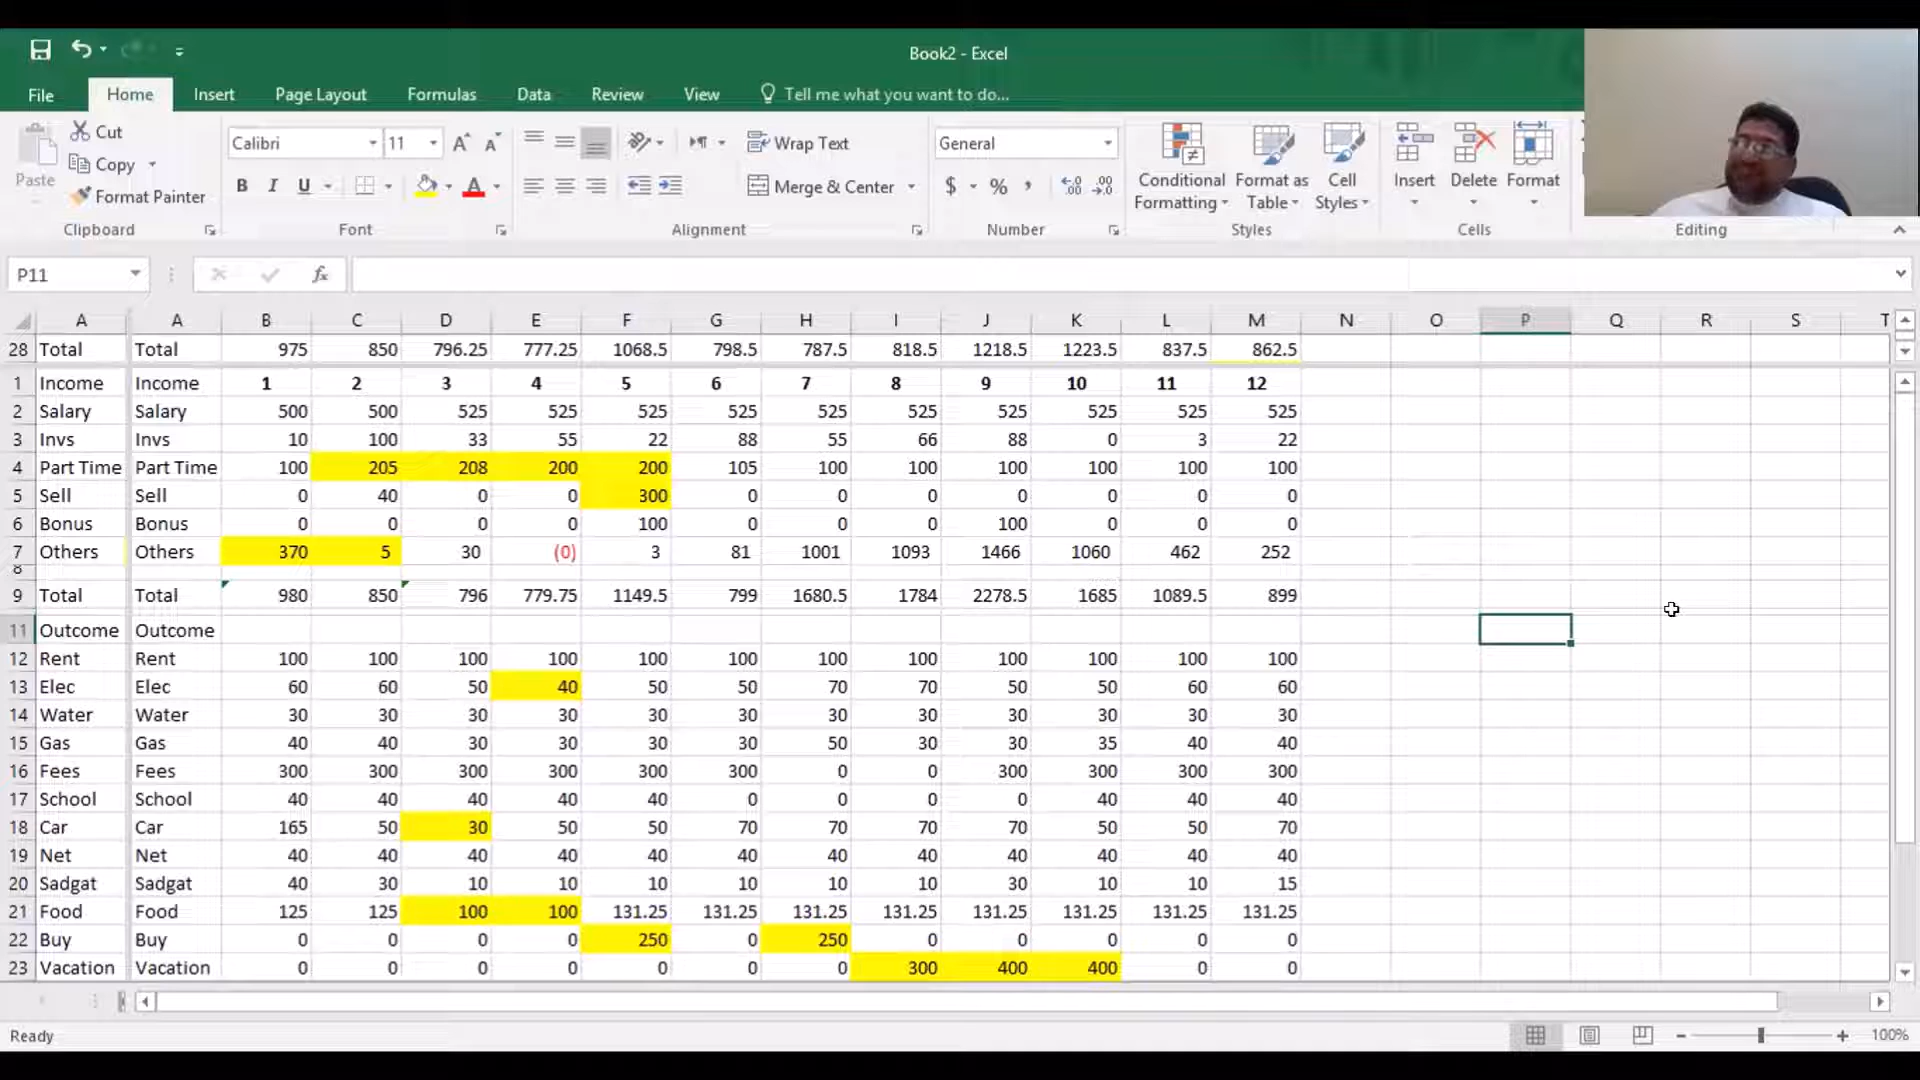 Book2 - Excel
File Home Insert Page Layout Formulas Data Review View Tell me what you want to do...
Paste
Cut
Copy
Format Painter
Clipboard
Calibri 11
B I U
Font
Wrap Text
Merge & Center
Alignment
General
$ %
Number
Conditional Formatting
Format as Table
Cell Styles
Styles
Insert Delete Format
Cells
Editing
P11 fx
A A B C D E F G H I J K L M N O P Q R S T
28 Total Total 975 850 796.25 777.25 1068.5 798.5 787.5 818.5 1218.5 1223.5 837.5 862.5
1 Income Income 1 2 3 4 5 6 7 8 9 10 11 12
2 Salary Salary 500 500 525 525 525 525 525 525 525 525 525 525
3 Invs Invs 10 100 33 55 22 88 55 66 88 0 3 22
4 Part Time Part Time 100 205 208 200 200 105 100 100 100 100 100 100
5 Sell Sell 0 40 0 0 300 0 0 0 0 0 0 0
6 Bonus Bonus 0 0 0 0 100 0 0 0 100 0 0 0
7 Others Others 370 5 30 (0) 3 81 1001 1093 1466 1060 462 252
8
9 Total Total 980 850 796 779.75 1149.5 799 1680.5 1784 2278.5 1685 1089.5 899
11 Outcome Outcome
12 Rent Rent 100 100 100 100 100 100 100 100 100 100 100 100
13 Elec Elec 60 60 50 40 50 50 70 70 50 50 60 60
14 Water Water 30 30 30 30 30 30 30 30 30 30 30 30
15 Gas Gas 40 40 30 30 30 30 50 30 30 35 40 40
16 Fees Fees 300 300 300 300 300 300 0 0 300 300 300 300
17 School School 40 40 40 40 40 0 0 0 0 40 40 40
18 Car Car 165 50 30 50 50 70 70 70 70 50 50 70
19 Net Net 40 40 40 40 40 40 40 40 40 40 40 40
20 Sadgat Sadgat 40 30 10 10 10 10 10 10 30 10 10 15
21 Food Food 125 125 100 100 131.25 131.25 131.25 131.25 131.25 131.25 131.25 131.25
22 Buy Buy 0 0 0 0 250 0 250 0 0 0 0 0
23 Vacation Vacation 0 0 0 0 0 0 0 300 400 400 0 0
Ready 100%